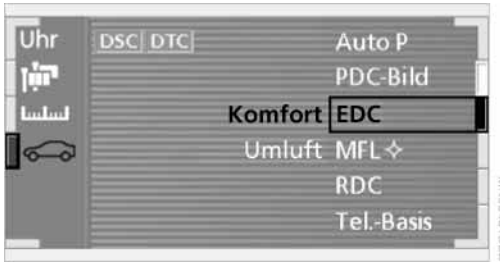 Uhr DSC DTC Auto P
PDC-Bild
Komfort EDC
Umluft MFL✧
RDC
Tel.-Basis